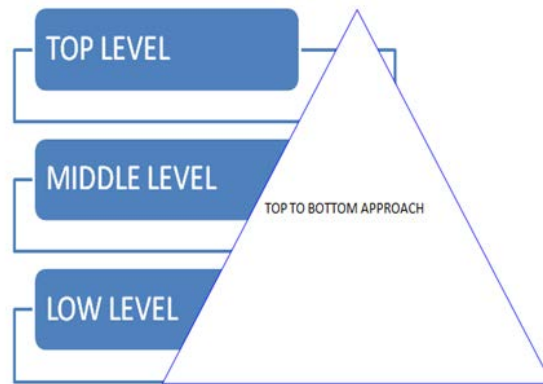 TOP LEVEL
MIDDLE LEVEL
TOP TO BOTTOM APPROACH
LOW LEVEL